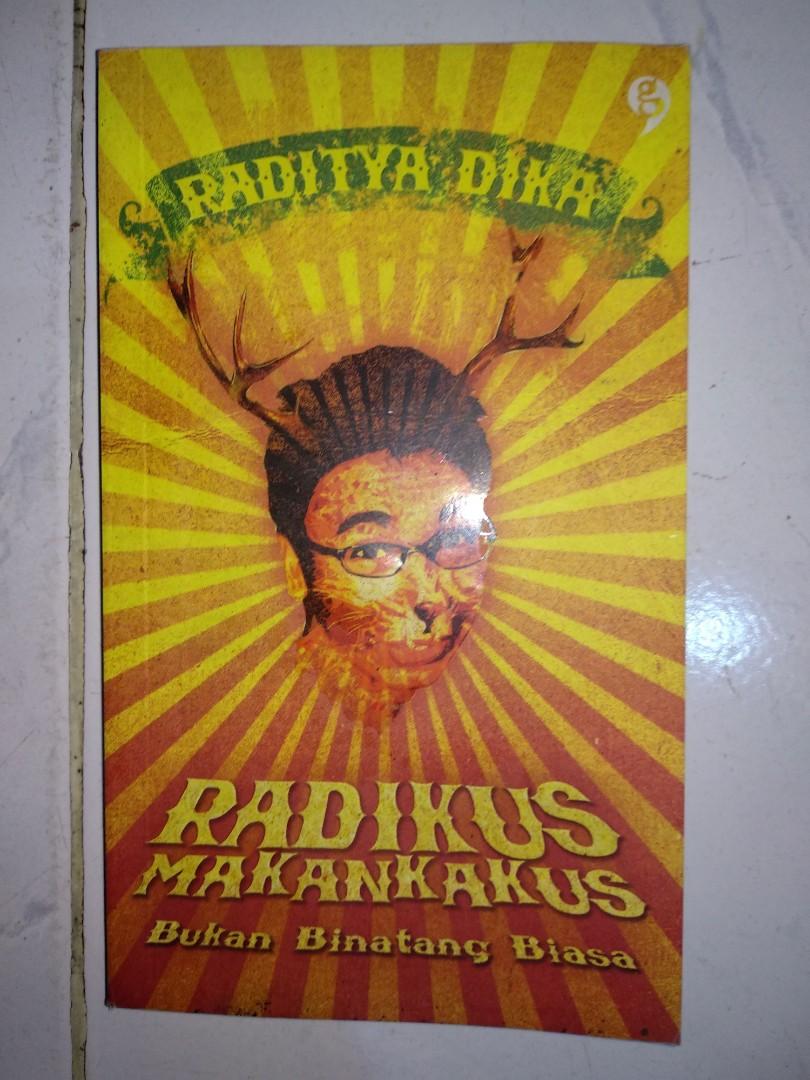 g
RADITYA DIKA
RADIKUS
MAKANKAKUS
Bukan Binatang Biasa